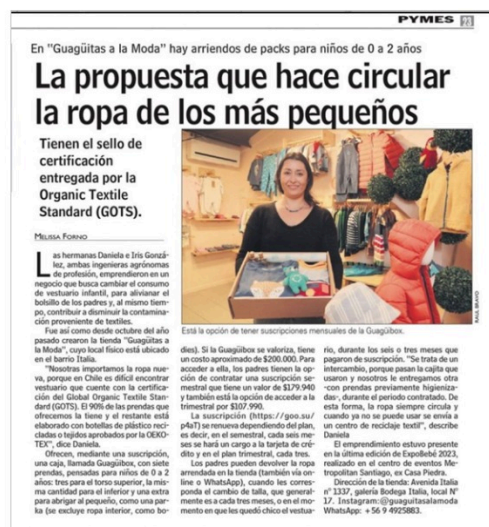 PYMES 23
En "Guagüitas a la Moda" hay arriendos de packs para niños de 0 a 2 años
La propuesta que hace circular
la ropa de los más pequeños
Tienen el sello de
certificación
entregada por la
Organic Textile
Standard (GOTS).
MELISSA FORNO
Las hermanas Daniela e Iris Gonzá-
lez, ambas ingenieras agrónomas
de profesión, emprendieron en un
negocio que busca cambiar el consumo
de vestuario infantil, para alivianar el
bolsillo de los padres y, al mismo tiem-
po, contribuir a disminuir la contamina-
ción proveniente de textiles.
Fue así como desde octubre del año
pasado crearon la tienda "Guagüitas a
la Moda", cuyo local físico está ubicado
en el barrio Italia.
"Nosotras importamos la ropa nue-
va, porque en Chile es difícil encontrar
vestuario que cuente con la certifica-
ción del Global Organic Textile Stan-
dard (GOTS). El 90% de las prendas que
ofrecemos la tiene y el restante está
elaborado con botellas de plástico reci-
cladas o tejidos aprobados por la OEKO-
TEX", dice Daniela.
Ofrecen, mediante una suscripción,
una caja, llamada Guagüibox, con siete
prendas, pensadas para niños de 0 a 2
años: tres para el torso superior, la mis-
ma cantidad para el inferior y una extra
para abrigar al pequeño, como una par-
ka (se excluye ropa interior, como bo-
RAÚL BRAVO
Está la opción de tener suscripciones mensuales de la Guagüibox.
dies). Si la Guagüibox se valoriza, tiene
un costo aproximado de $200.000. Para
acceder a ella, los padres tienen la op-
ción de contratar una suscripción se-
mestral que tiene un valor de $179.940
y también está la opción de acceder a la
trimestral por $107.990.
La suscripción (https://goo.su/
p4aT) se renueva dependiendo del plan,
es decir, en el semestral, cada seis me-
ses se hará un cargo a la tarjeta de cré-
dito y en el plan trimestral, cada tres.
Los padres pueden devolver la ropa
arrendada en la tienda (también vía on-
line o WhatsApp), cuando les corres-
ponda el cambio de talla, que general-
mente es a cada tres meses, o en el mo-
mento en que les quedó chico el vestua-
rio, durante los seis o tres meses que
pagaron de suscripción. "Se trata de un
intercambio, porque pasan la cajita que
usaron y nosotros le entregamos otra
con prendas previamente higieniza-
das-, durante el período contratado. De
esta forma, la ropa siempre circula y
cuando ya no se puede usar se envía a
un centro de reciclaje textil", describe
Daniela
El emprendimiento estuvo presente
en la última edición de ExpoBebé 2023,
realizado en el centro de eventos Me-
tropolitan Santiago, ex Casa Piedra.
Dirección de la tienda: Avenida Italia
n° 1337, galería Bodega Italia, local N°
17. Instagram:@guaguitasalamoda
WhatsApp: +56 9 4925883.